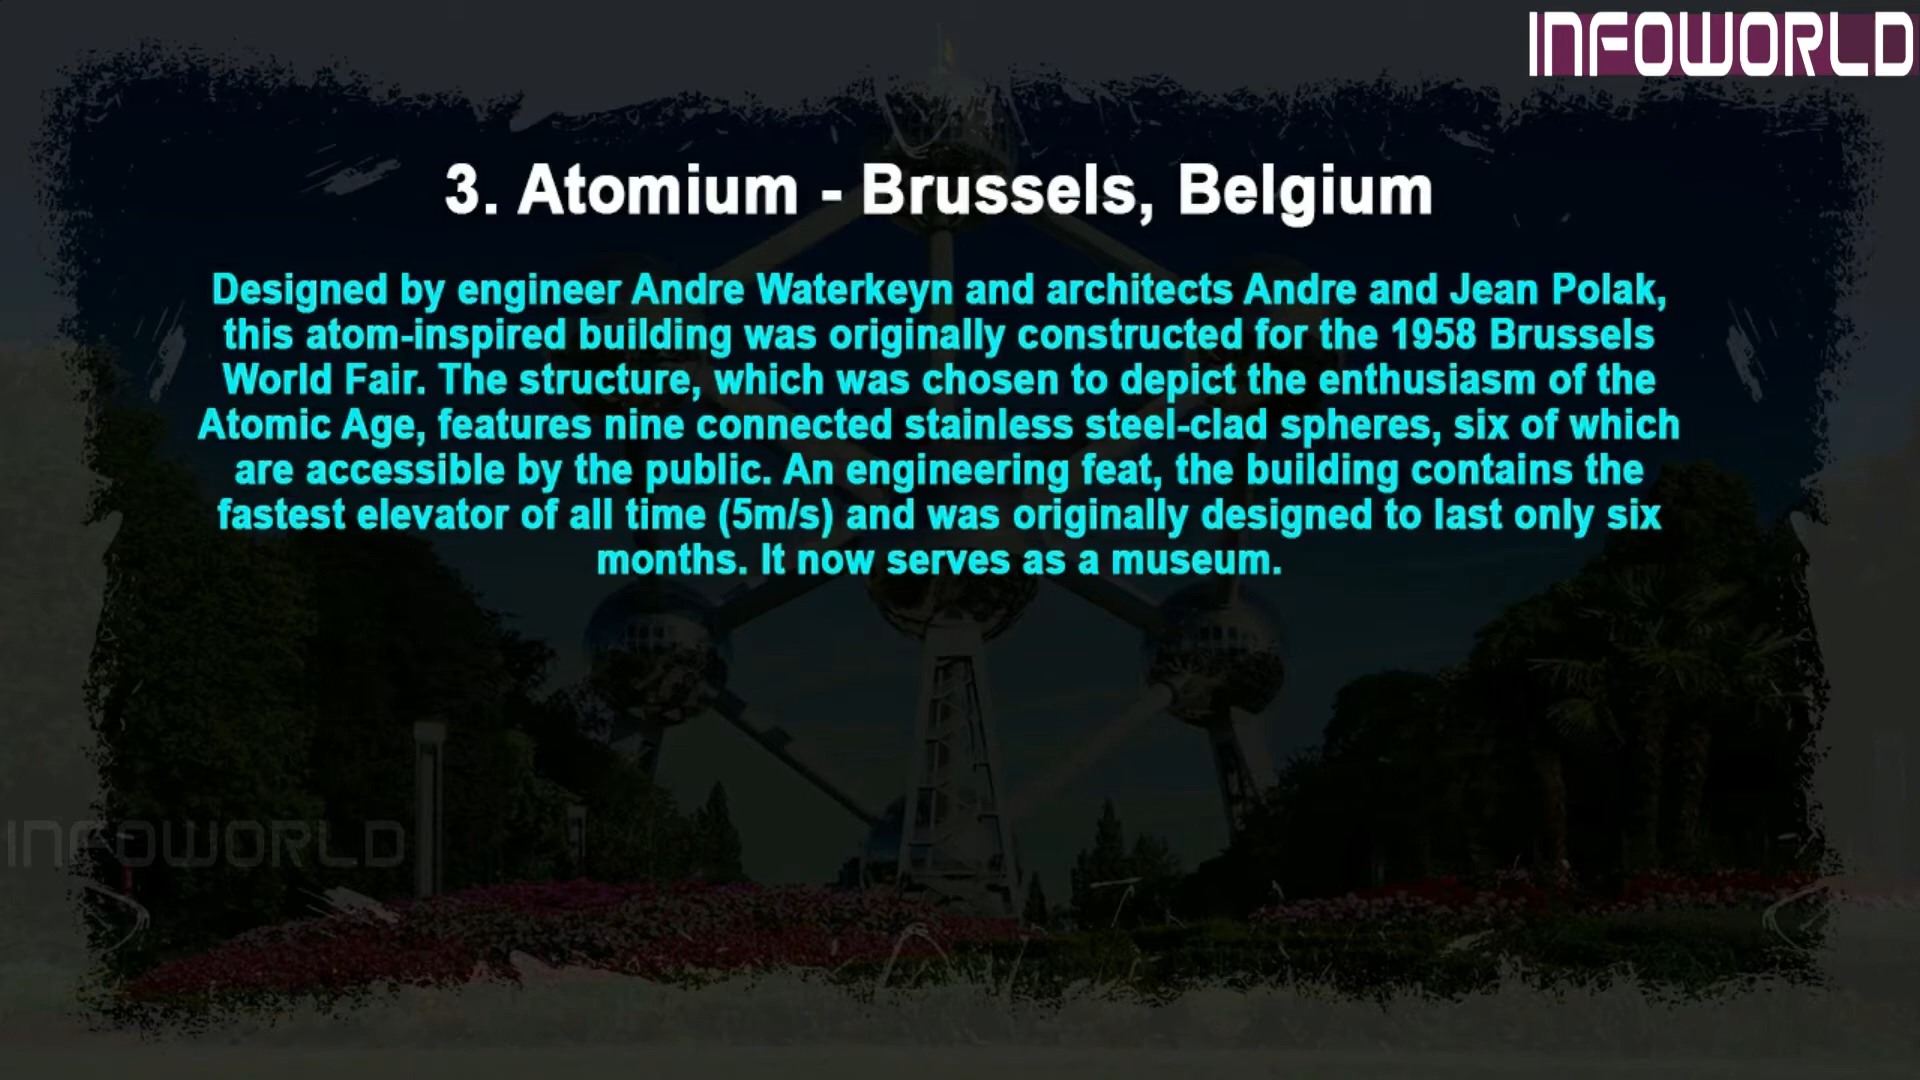 INFOWORLD
3. Atomium - Brussels, Belgium
Designed by engineer Andre Waterkeyn and architects Andre and Jean Polak,
this atom-inspired building was originally constructed for the 1958 Brussels
World Fair. The structure, which was chosen to depict the enthusiasm of the
Atomic Age, features nine connected stainless steel-clad spheres, six of which
are accessible by the public. An engineering feat, the building contains the
fastest elevator of all time (5m/s) and was originally designed to last only six
months. It now serves as a museum.
INFOWORLD